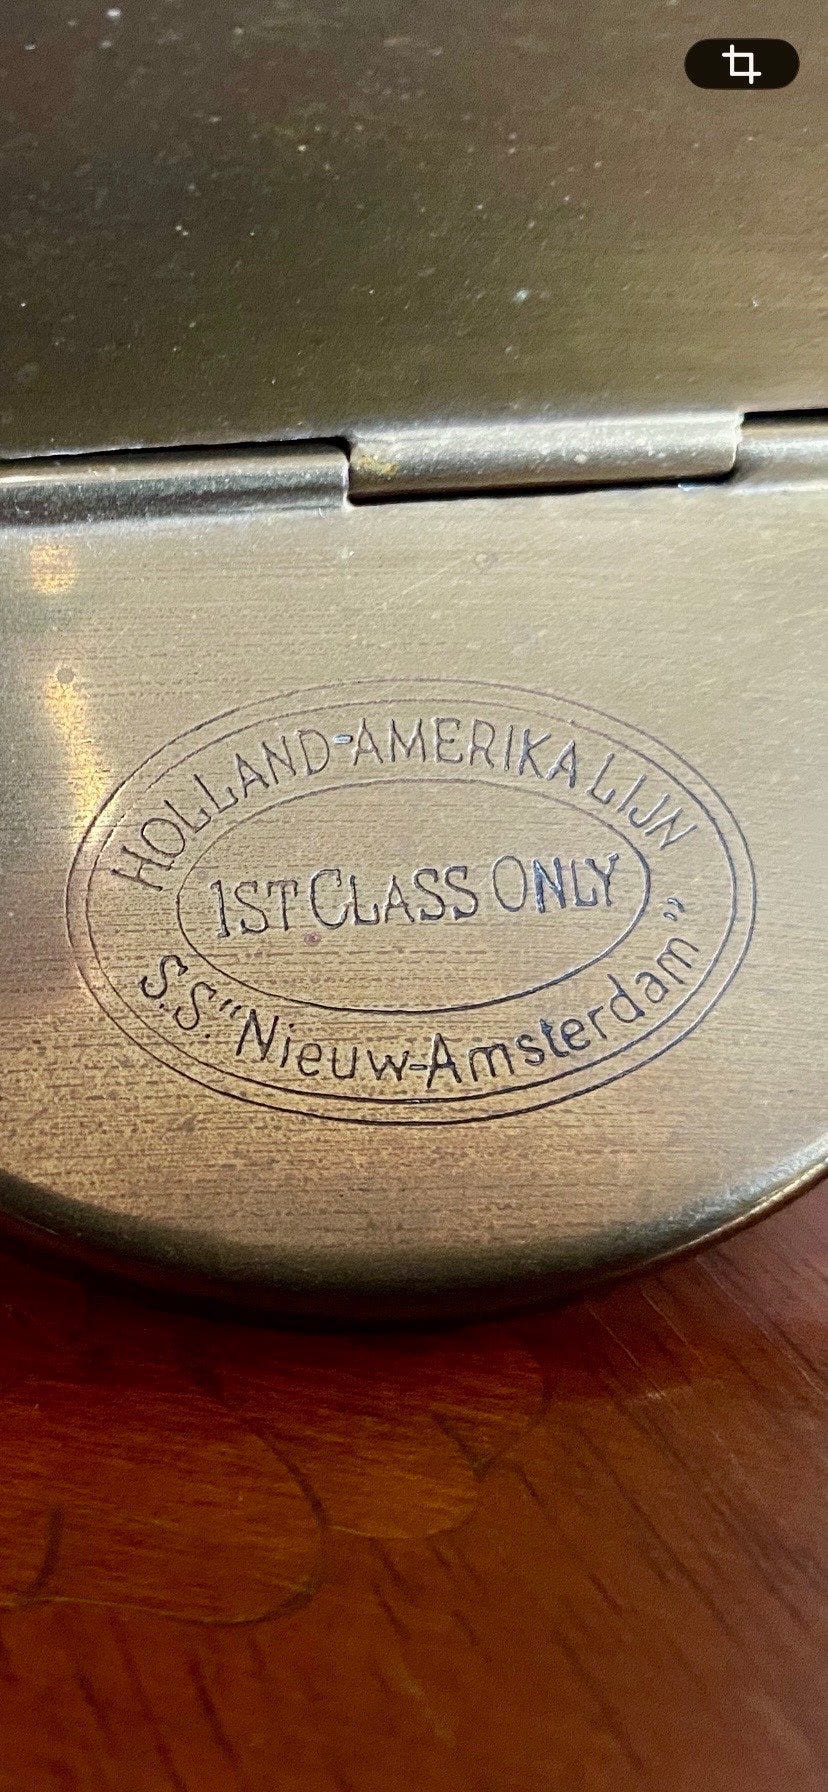 HOLLAND-AMERIKA LIJN
1ST CLASS ONLY
S.S. "Nieuw-Amsterdam"